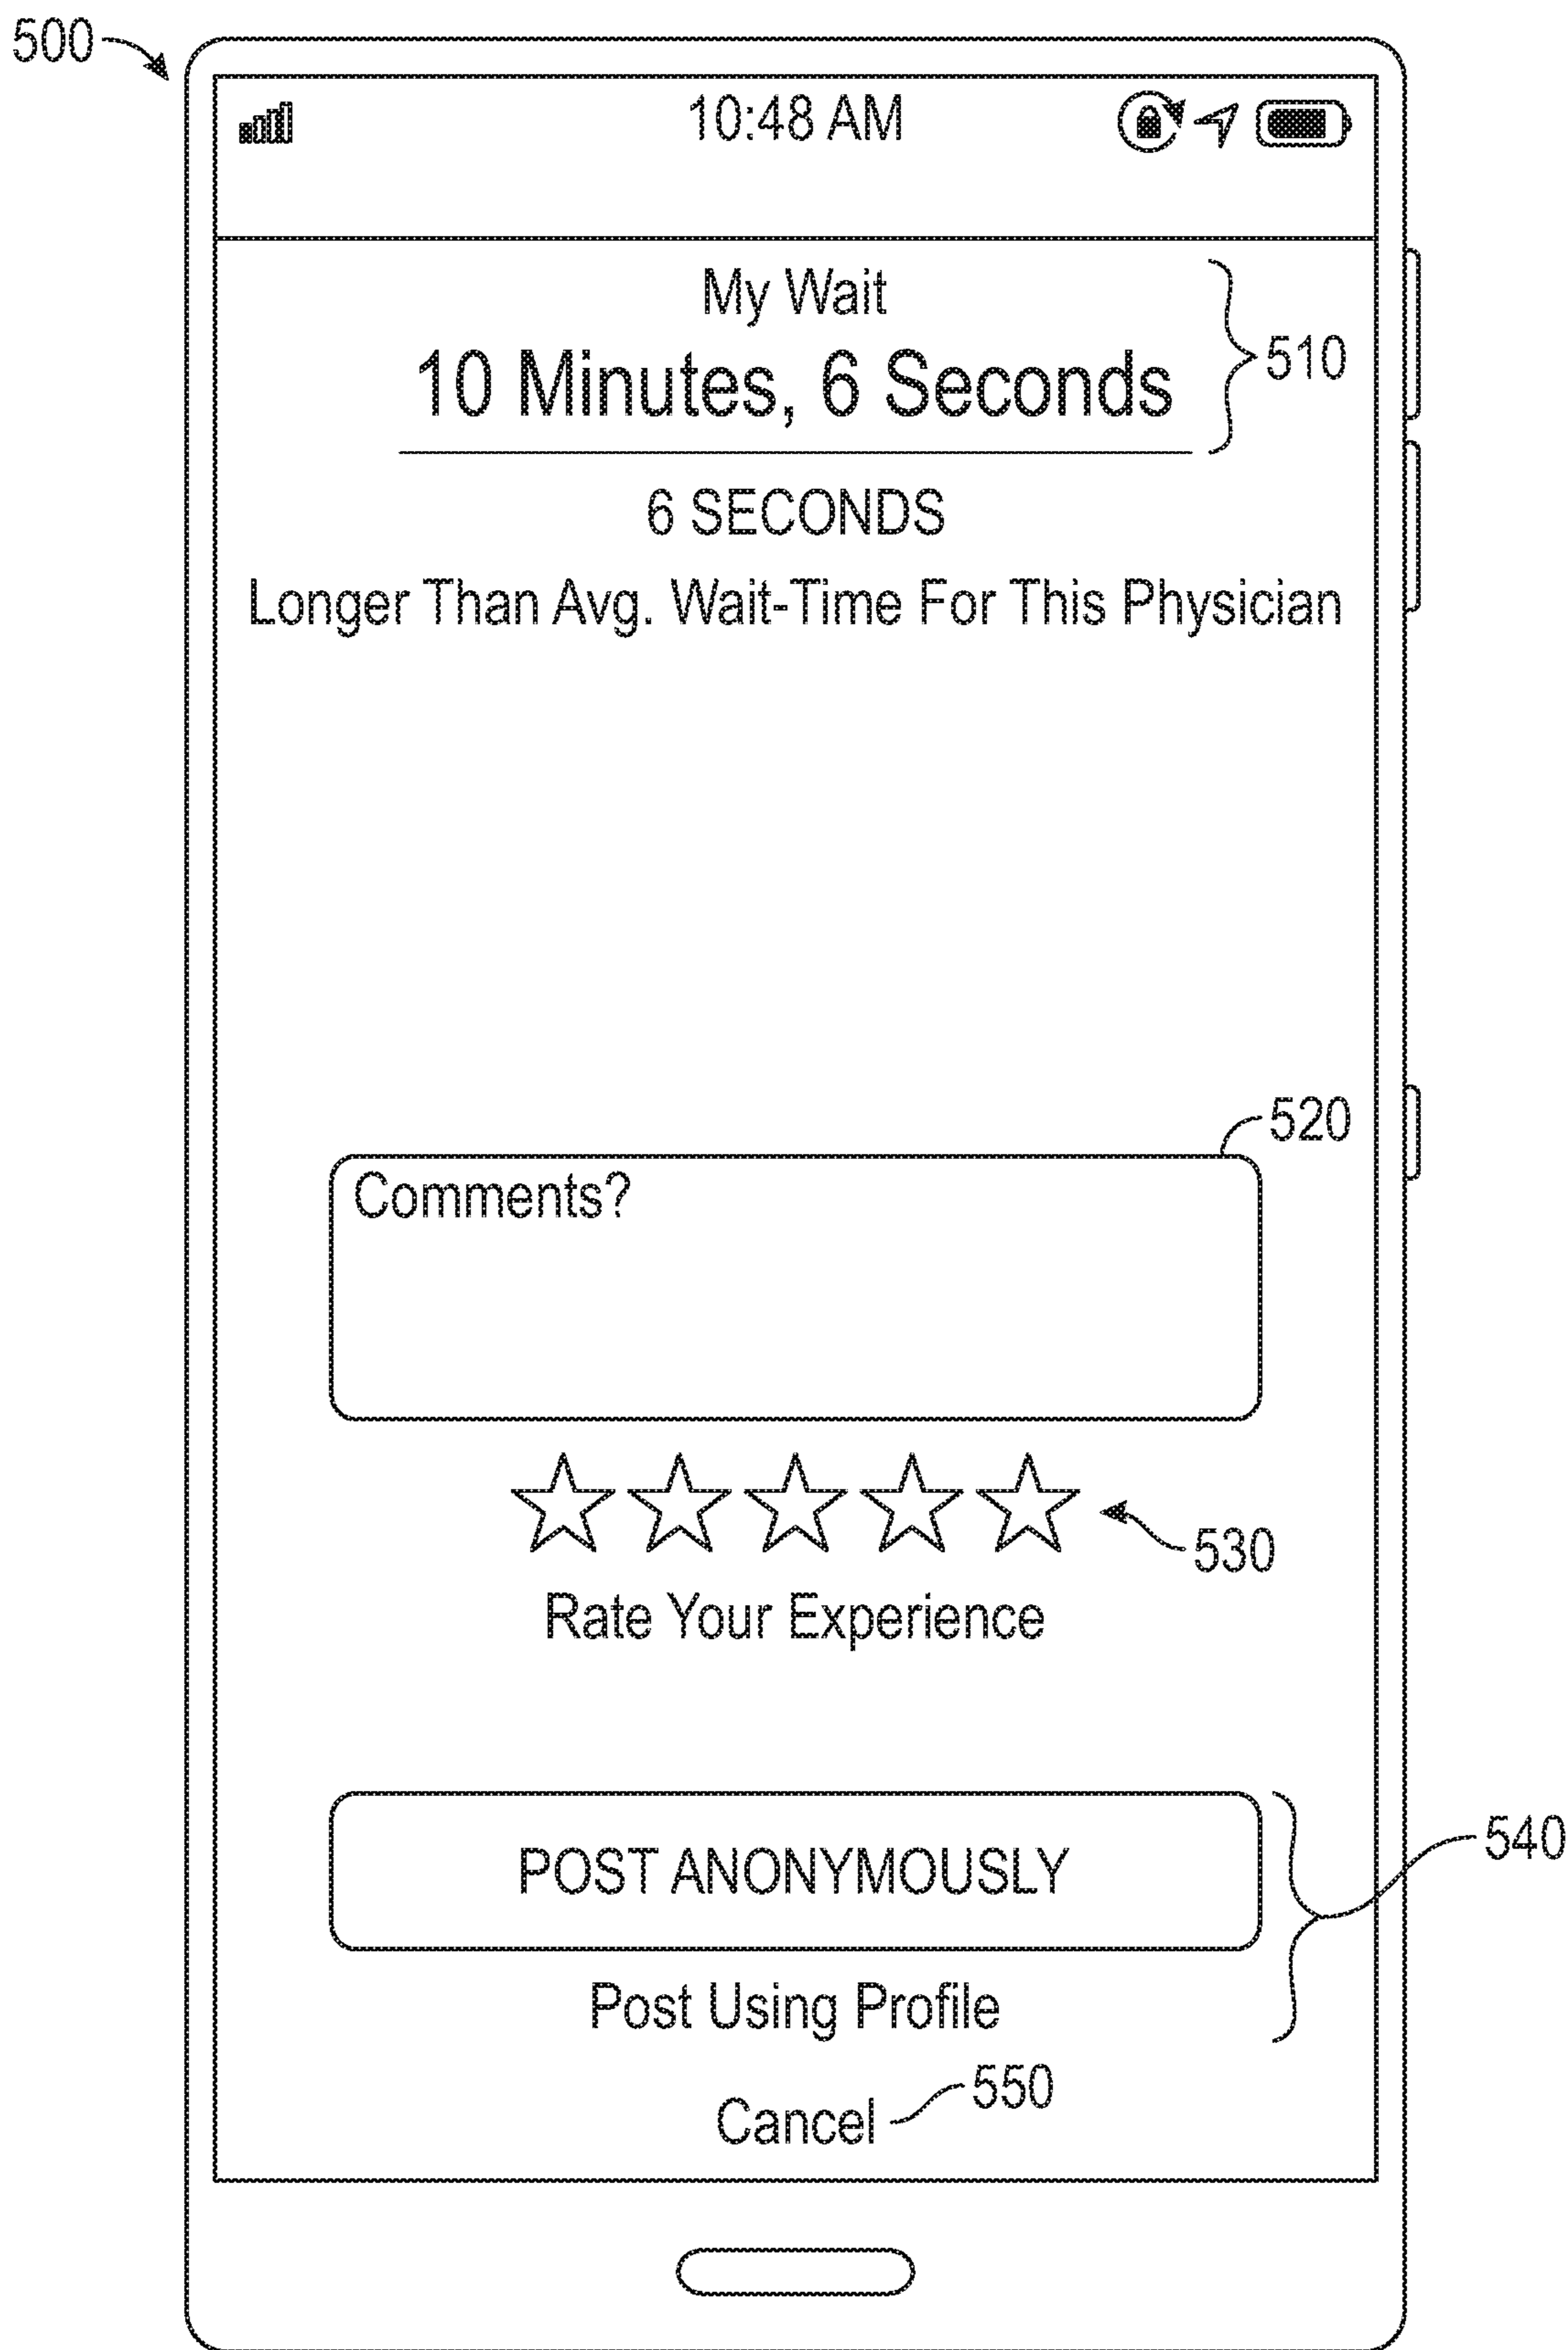 500
10:48 AM
My Wait
10 Minutes, 6 Seconds
510
6 SECONDS
Longer Than Avg. Wait-Time For This Physician
520
Comments?
530
Rate Your Experience
POST ANONYMOUSLY
540
Post Using Profile
550
Cancel